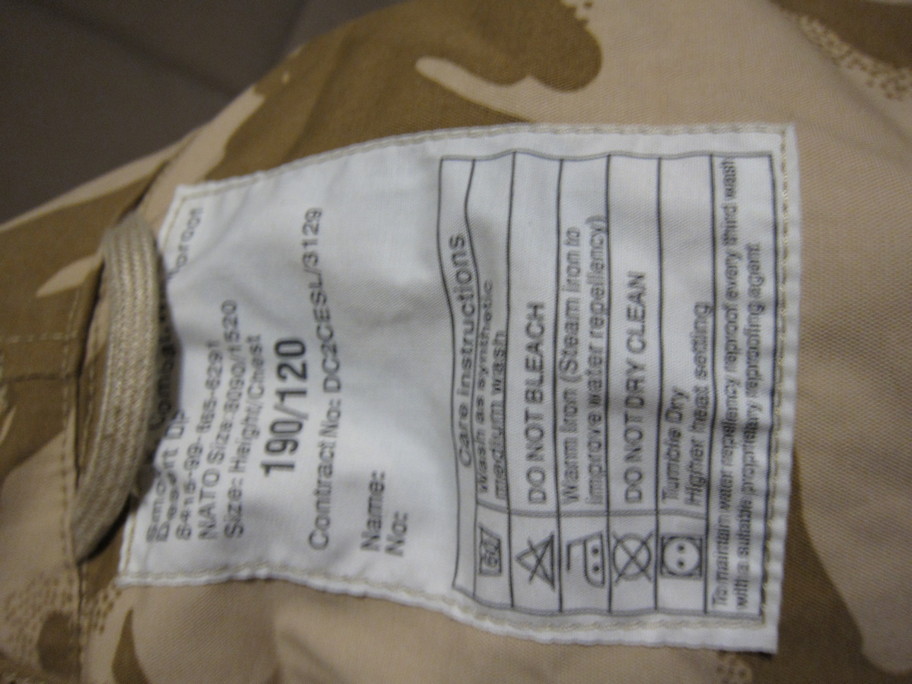 Desert DP
NATO Size: 8090/1520
Size: Height/Chest
190/120
Contract No: DC2CESL/3129
Name:
No:
Care instructions
Wash as synthetic
medium wash
DO NOT BLEACH
Warm Iron (Steam iron to
improve water repellency)
DO NOT DRY CLEAN
Tumble Dry
Higher heat setting
To maintain water repellency reproof every third wash
with a suitable proprietary reproofing agent